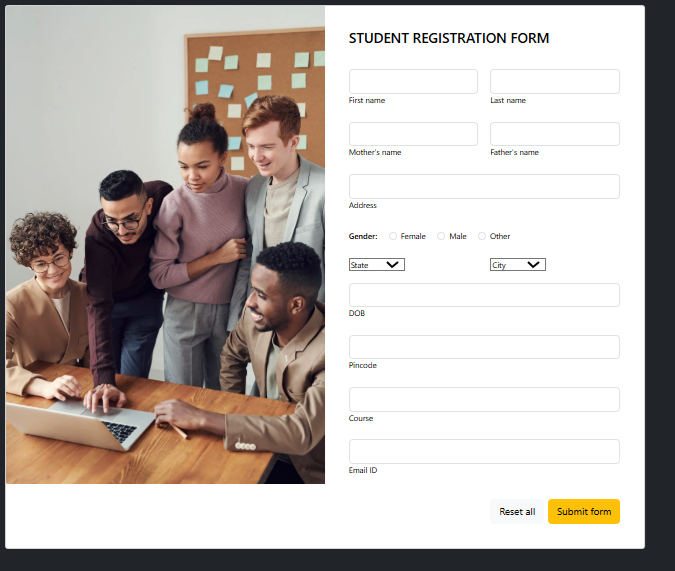 STUDENT REGISTRATION FORM
First name Last name
Mother's name Father's name
Address
Gender: Female Male Other
State City
DOB
Pincode
Course
Email ID
Reset all Submit form